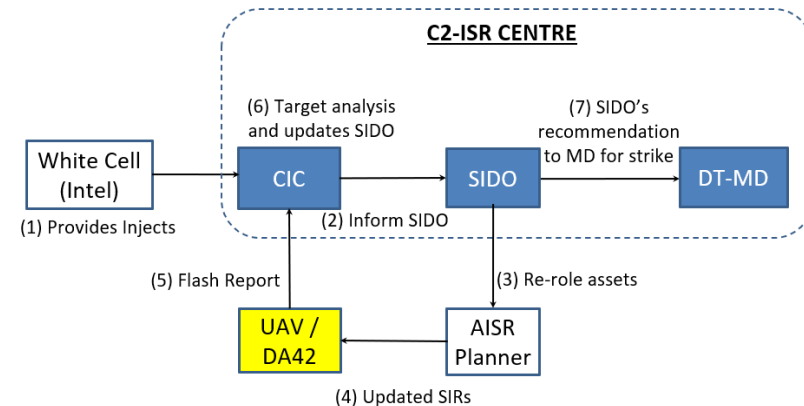 C2-ISR CENTRE
(6) Target analysis
and updates SIDO
(7) SIDO’s
recommendation
to MD for strike
White Cell
(Intel)
CIC
SIDO
DT-MD
(1) Provides Injects
(2) Inform SIDO
(5) Flash Report
(3) Re-role assets
UAV /
DA42
AISR
Planner
(4) Updated SIRs